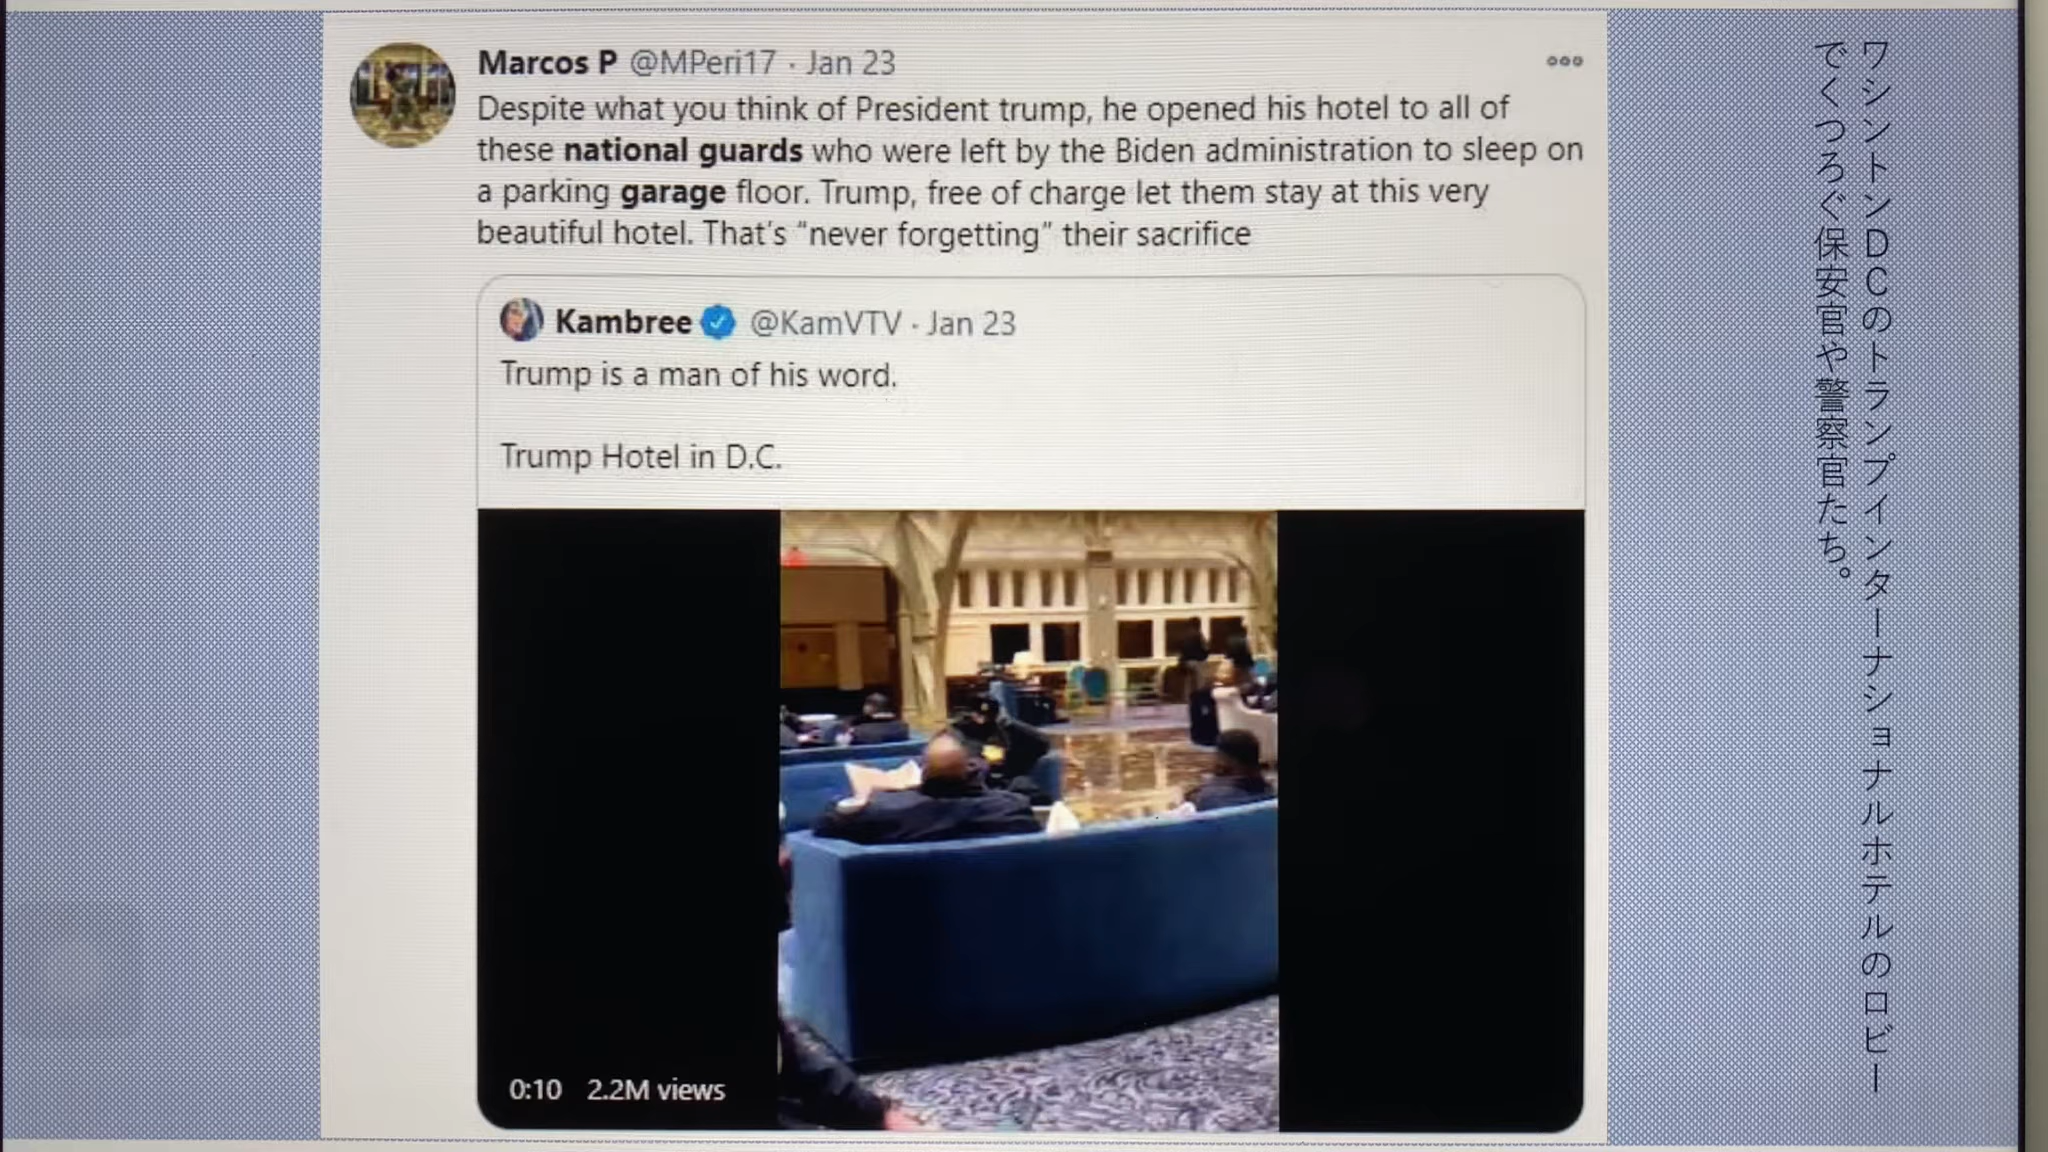 Marcos P @MPeri17 · Jan 23
Despite what you think of President trump, he opened his hotel to all of
these national guards who were left by the Biden administration to sleep on
a parking garage floor. Trump, free of charge let them stay at this very
beautiful hotel. That's “never forgetting” their sacrifice
Kambree @KamVTV · Jan 23
Trump is a man of his word.
Trump Hotel in D.C.
0:10 2.2M views
ワシントンDCのトランプインターナショナルホテルのロビー
でくつろぐ保安官や警察官たち。